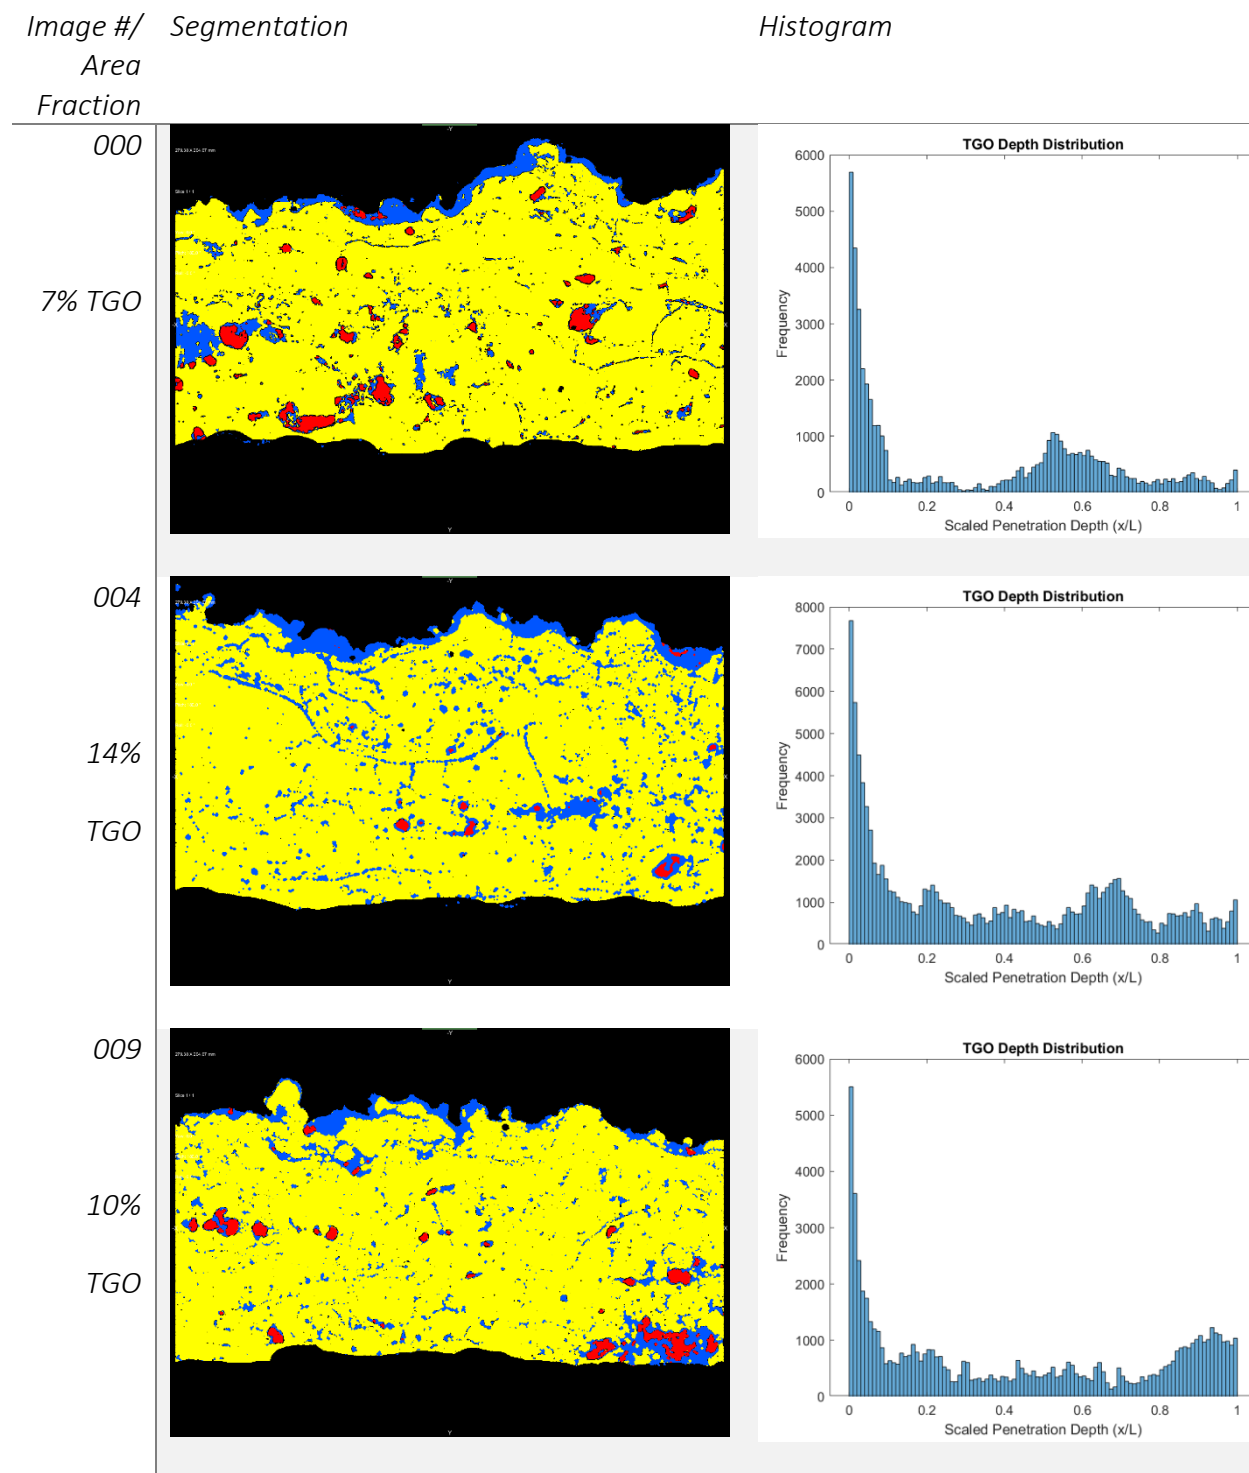 Image #/ Segmentation Histogram
Area
Fraction
000
7% TGO
-Y
X
Y
TGO Depth Distribution
6000
5000
4000
3000
2000
1000
0
Frequency
0 0.2 0.4 0.6 0.8 1
Scaled Penetration Depth (x/L)
004
14%
TGO
-Y
X
Y
TGO Depth Distribution
8000
7000
6000
5000
4000
3000
2000
1000
0
Frequency
0 0.2 0.4 0.6 0.8 1
Scaled Penetration Depth (x/L)
009
10%
TGO
-Y
X
Y
TGO Depth Distribution
6000
5000
4000
3000
2000
1000
0
Frequency
0 0.2 0.4 0.6 0.8 1
Scaled Penetration Depth (x/L)